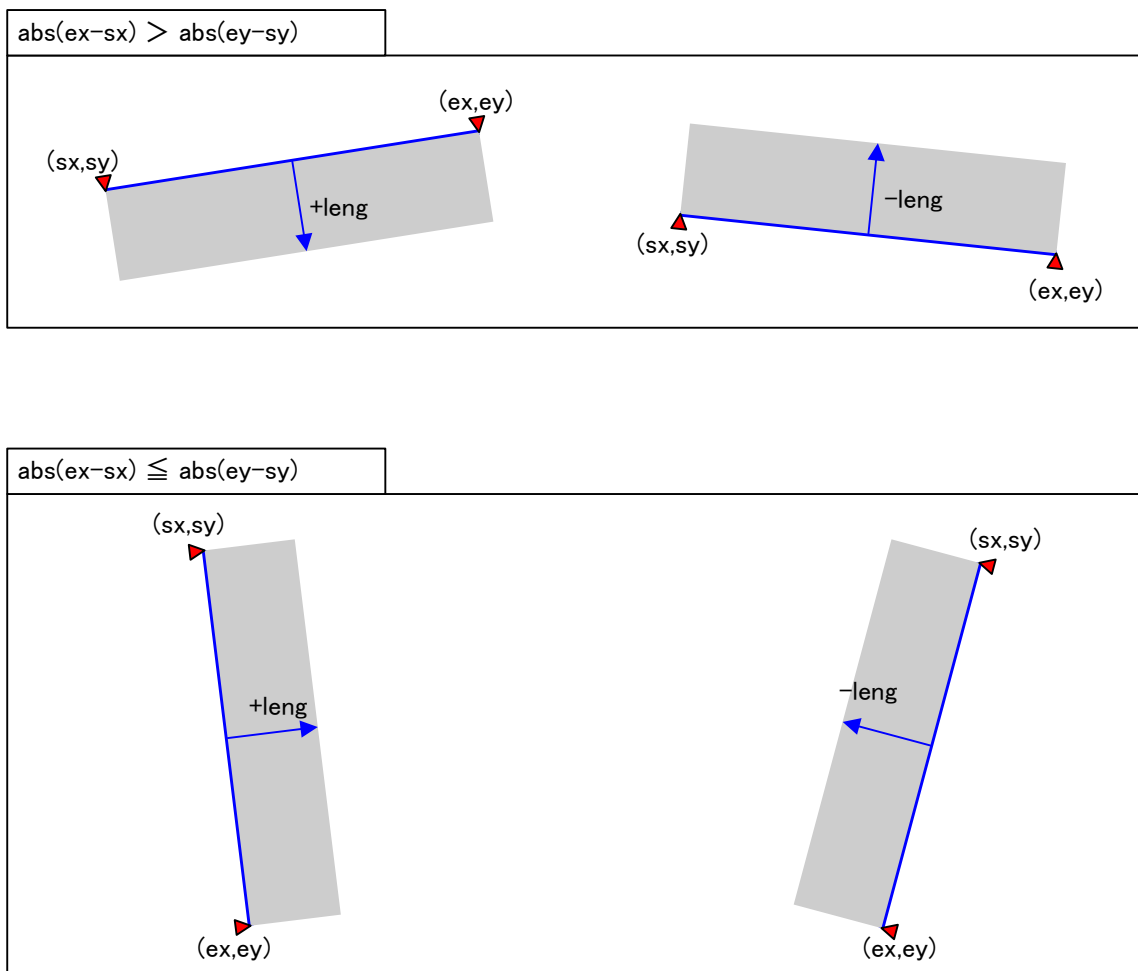 abs(ex-sx) > abs(ey-sy)
(ex,ey)
(sx,sy)
+leng
-leng
(sx,sy)
(ex,ey)
abs(ex-sx) ≦ abs(ey-sy)
(sx,sy)
(sx,sy)
+leng
-leng
(ex,ey)
(ex,ey)